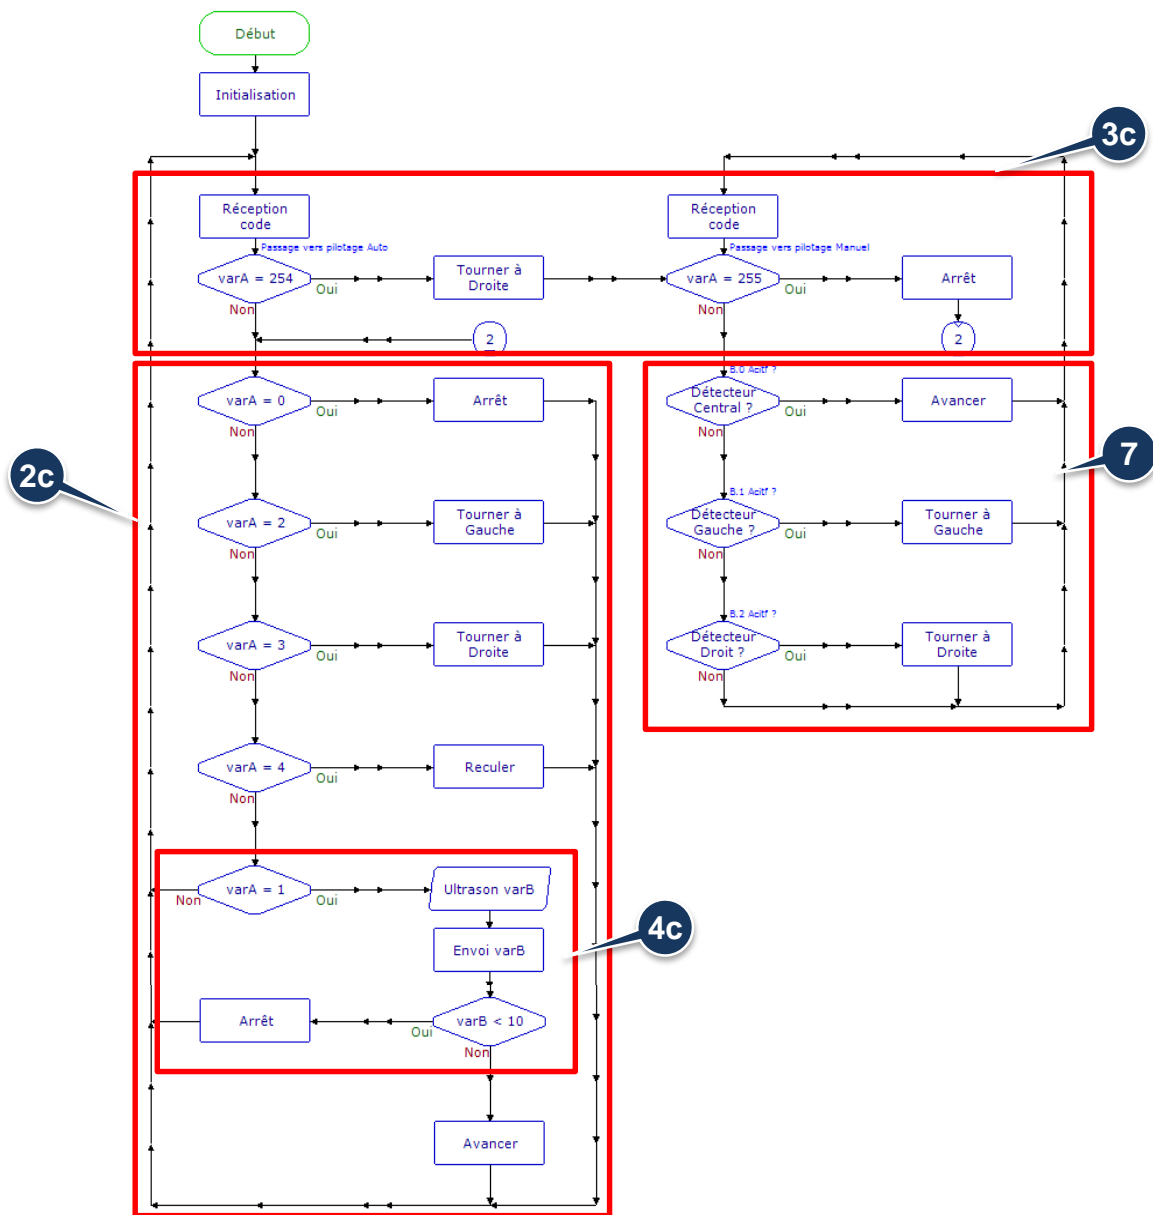 Début
Initialisation
3c
Réception
code
Réception
code
Passage vers pilotage Auto
Passage vers pilotage Manuel
varA = 254
Oui
Non
Tourner à
Droite
varA = 255
Oui
Non
Arrêt
2
2
varA = 0
Oui
Non
Arrêt
B.0 Acitf ?
Détecteur
Central ?
Oui
Non
Avancer
2c
7
varA = 2
Oui
Non
Tourner à
Gauche
B.1 Acitf ?
Détecteur
Gauche ?
Oui
Non
Tourner à
Gauche
varA = 3
Oui
Non
Tourner à
Droite
B.2 Acitf ?
Détecteur
Droit ?
Oui
Non
Tourner à
Droite
varA = 4
Oui
Non
Reculer
varA = 1
Non
Oui
Ultrason varB
Envoi varB
4c
Arrêt
varB < 10
Oui
Non
Avancer